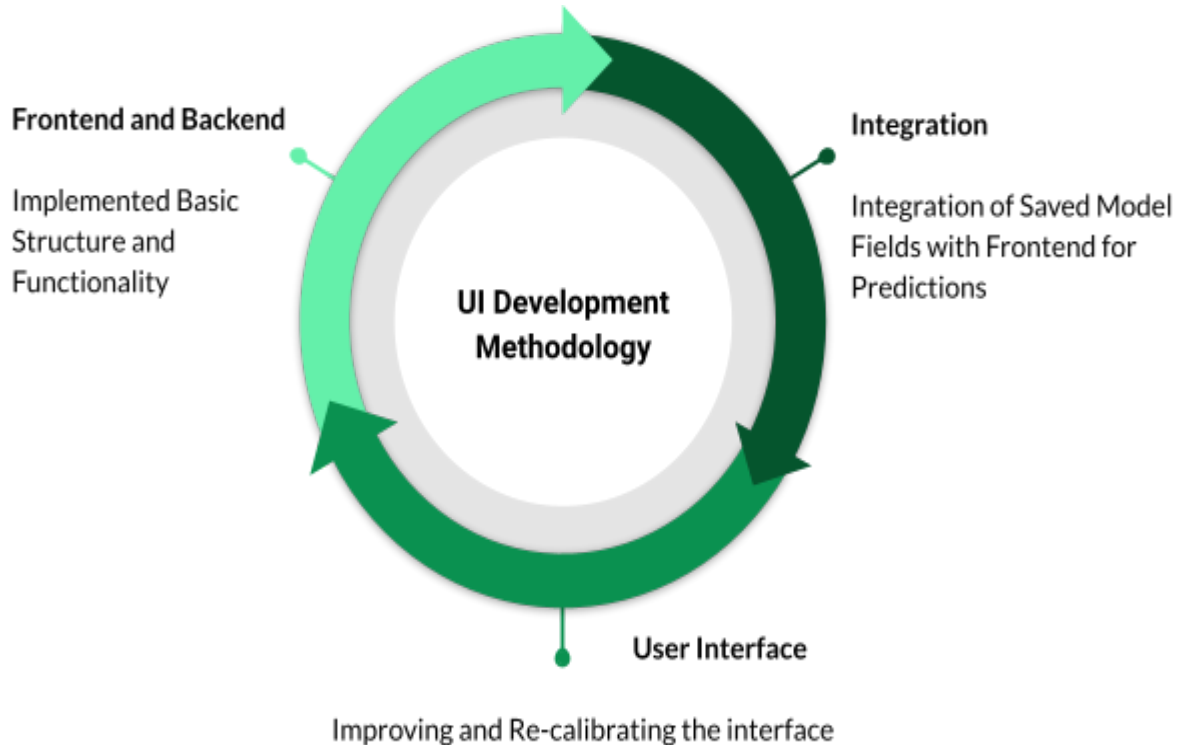 Frontend and Backend
Implemented Basic
Structure and
Functionality
Integration
Integration of Saved Model
Fields with Frontend for
Predictions
UI Development
Methodology
User Interface
Improving and Re-calibrating the interface